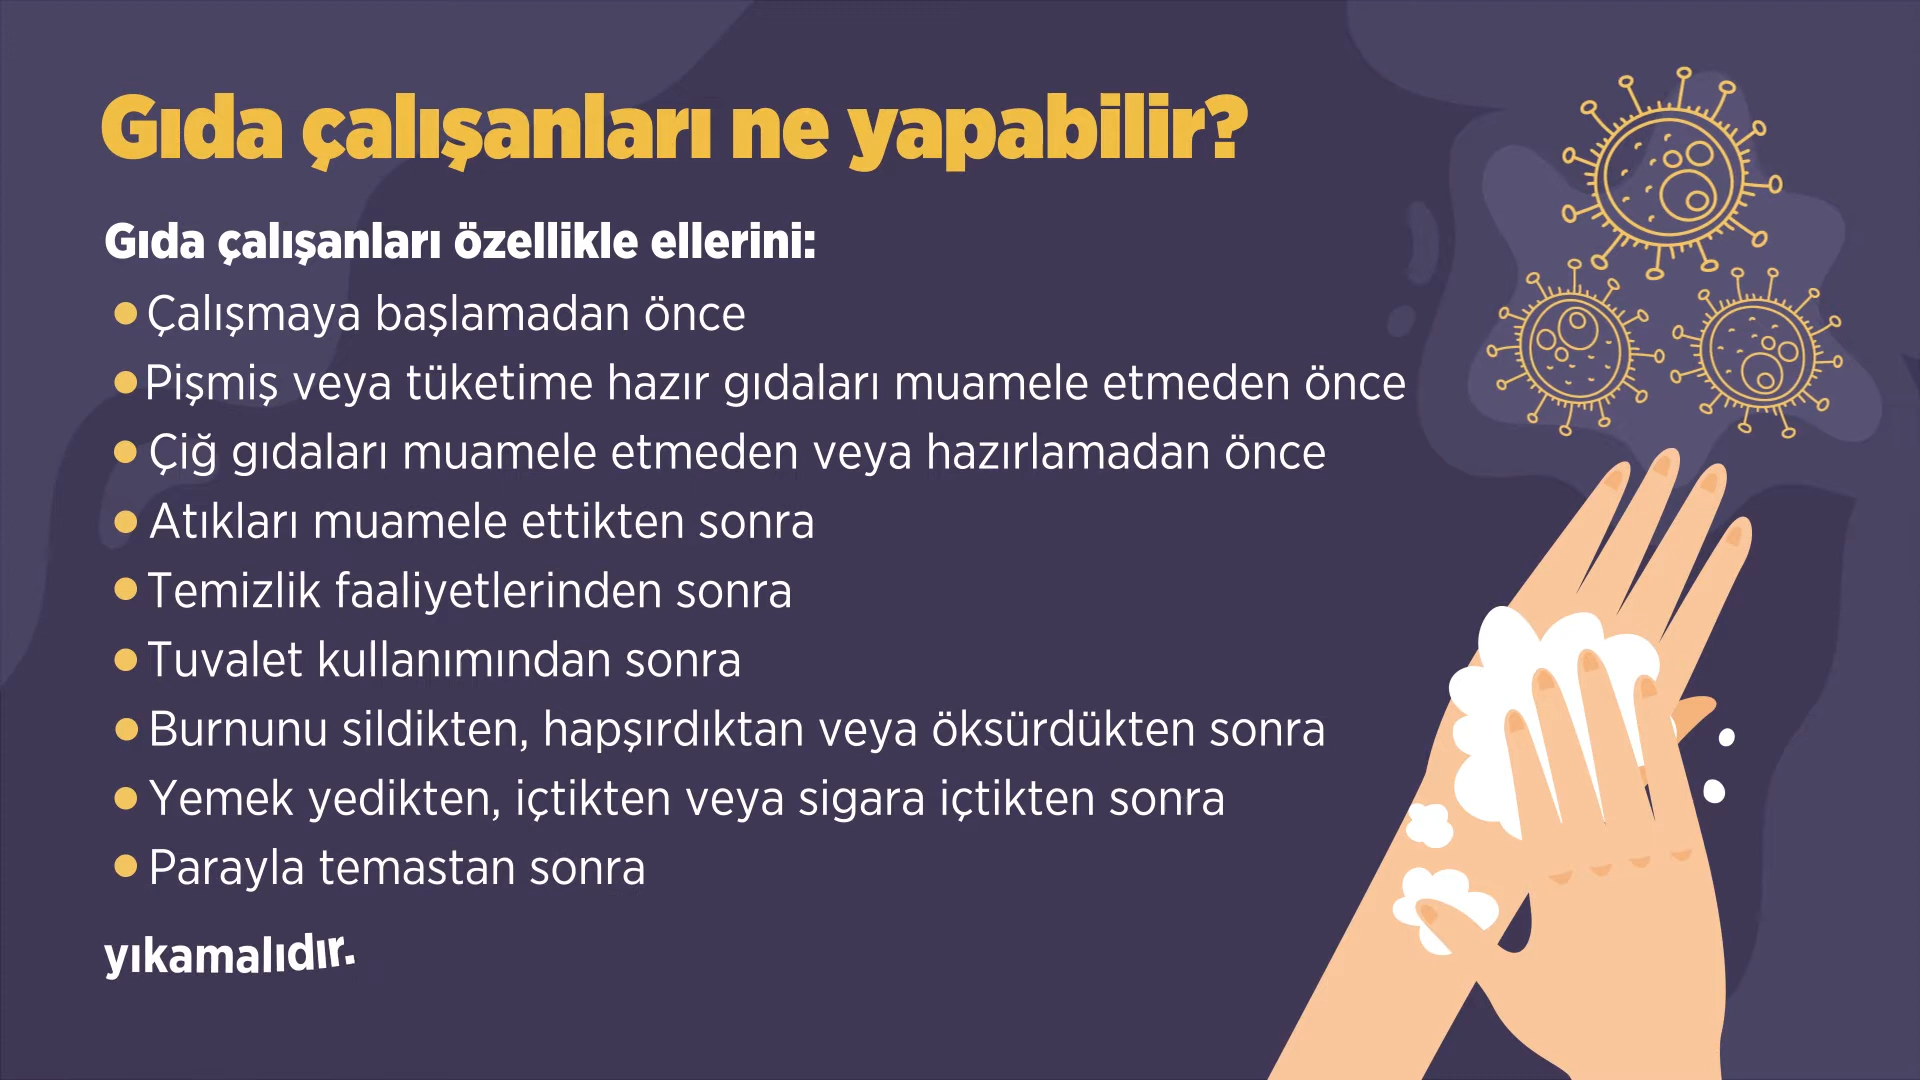 Gıda çalışanları ne yapabilir?
Gıda çalışanları özellikle ellerini:
• Çalışmaya başlamadan önce
• Pişmiş veya tüketime hazır gıdaları muamele etmeden önce
• Çiğ gıdaları muamele etmeden veya hazırlamadan önce
• Atıkları muamele ettikten sonra
• Temizlik faaliyetlerinden sonra
• Tuvalet kullanımından sonra
• Burnunu sildikten, hapşırdıktan veya öksürdükten sonra
• Yemek yedikten, içtikten veya sigara içtikten sonra
• Parayla temastan sonra
yıkamalıdır.